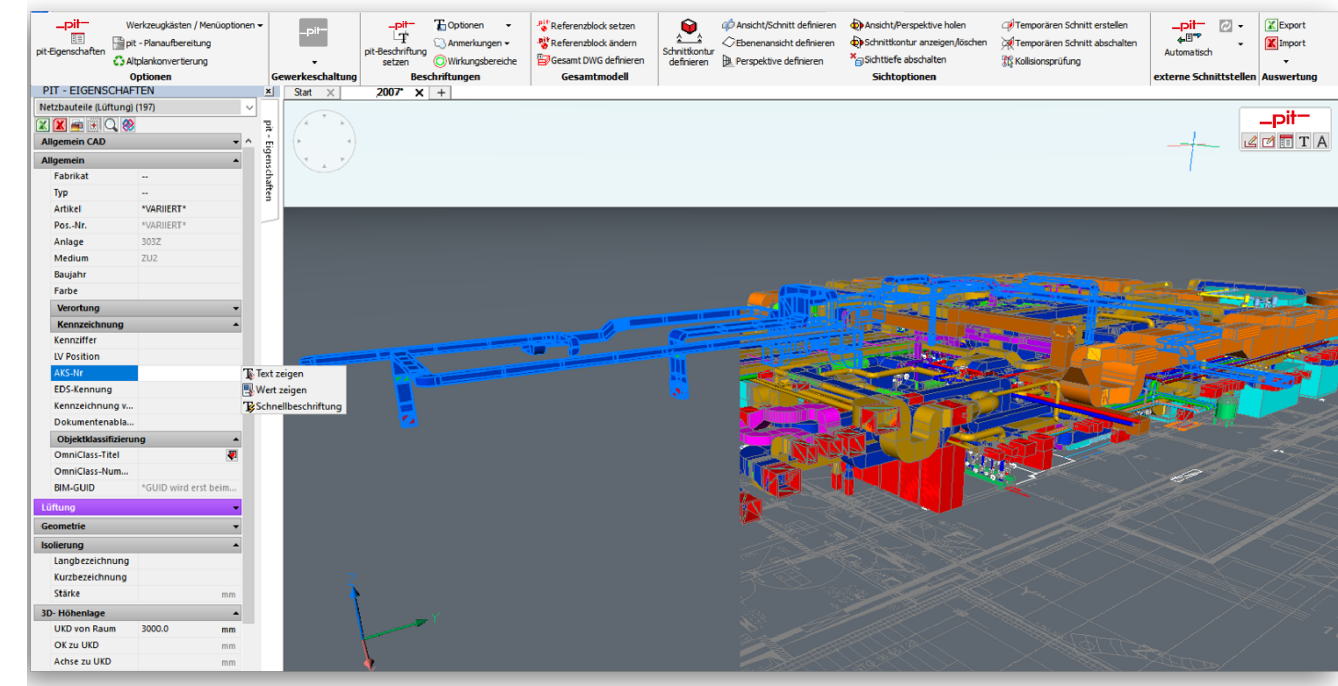 _pit_
pit-Eigenschaften
Werkzeugkästen / Menüoptionen
pit - Planaufbereitung
Altplankonvertierung
Optionen
_pit_
Gewerkeschaltung
_pit_
pit-Beschriftung
setzen
Optionen
Anmerkungen
Wirkungsbereiche
Beschriftungen
Referenzblock setzen
Referenzblock ändern
Gesamt DWG definieren
Gesamtmodell
Schnittkontur
definieren
Ansicht/Schnitt definieren
Ebenenansicht definieren
Perspektive definieren
Ansicht/Perspektive holen
Schnittkontur anzeigen/löschen
Sichttiefe abschalten
Temporären Schnitt erstellen
Temporären Schnitt abschalten
Kollisionsprüfung
Sichtoptionen
_pit_
Automatisch
externe Schnittstellen
Export
Import
Auswertung
PIT - EIGENSCHAFTEN
Start
2007*
Netzbauteile (Lüftung) (197)
pit - Eigenschaften
_pit_
T A
Allgemein CAD
Allgemein
Fabrikat --
Typ --
Artikel *VARIIERT*
Pos.-Nr. *VARIIERT*
Anlage 303Z
Medium ZU2
Baujahr
Farbe
Verortung
Kennzeichnung
Kennziffer
LV Position
AKS-Nr
Text zeigen
EDS-Kennung
Wert zeigen
Kennzeichnung v...
Schnellbeschriftung
Dokumentenabla...
Objektklassifizierung
OmniClass-Titel
OmniClass-Num...
BIM-GUID *GUID wird erst beim...
Lüftung
Geometrie
Isolierung
Langbezeichnung
Kurzbezeichnung
Stärke mm
3D- Höhenlage
UKD von Raum 3000.0 mm
OK zu UKD mm
Achse zu UKD mm
Z
Y